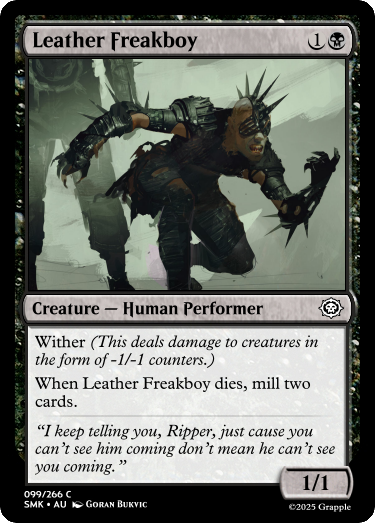 Leather Freakboy 1
Creature — Human Performer
Wither (This deals damage to creatures in
the form of -1/-1 counters.)
When Leather Freakboy dies, mill two
cards.
“I keep telling you, Ripper, just cause you
can't see him coming don't mean he can't see
you coming.”
1/1
099/266 C
SMK • AU Goran Bukvic
©2025 Grapple